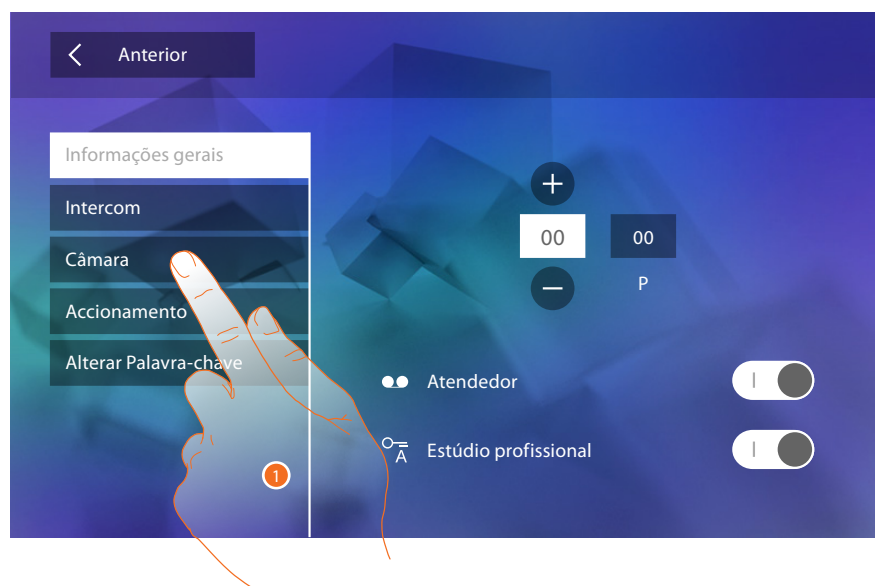 Anterior
Informações gerais
Intercom
Câmara
Accionamento
Alterar Palavra-chave
00 00
P
Atendedor
A Estúdio profissional
1